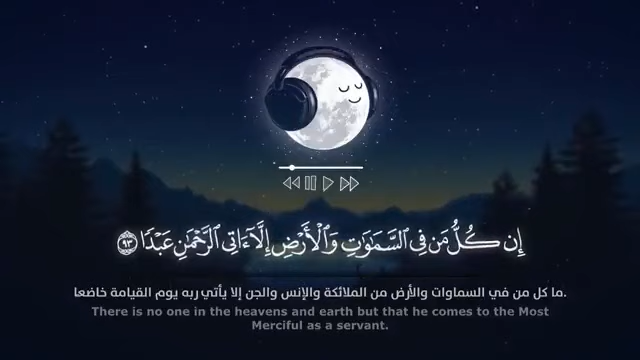 إِن كُلُّ مَن فِي السَّمَٰوَٰتِ وَالْأَرْضِ إِلَّا ءَاتِي الرَّحْمَٰنِ عَبْدًا ﴿٩٣﴾
ما كل من في السماوات والأرض من الملائكة والإنس والجن إلا يأتي ربه يوم القيامة خاضعا.
There is no one in the heavens and earth but that he comes to the Most
Merciful as a servant.